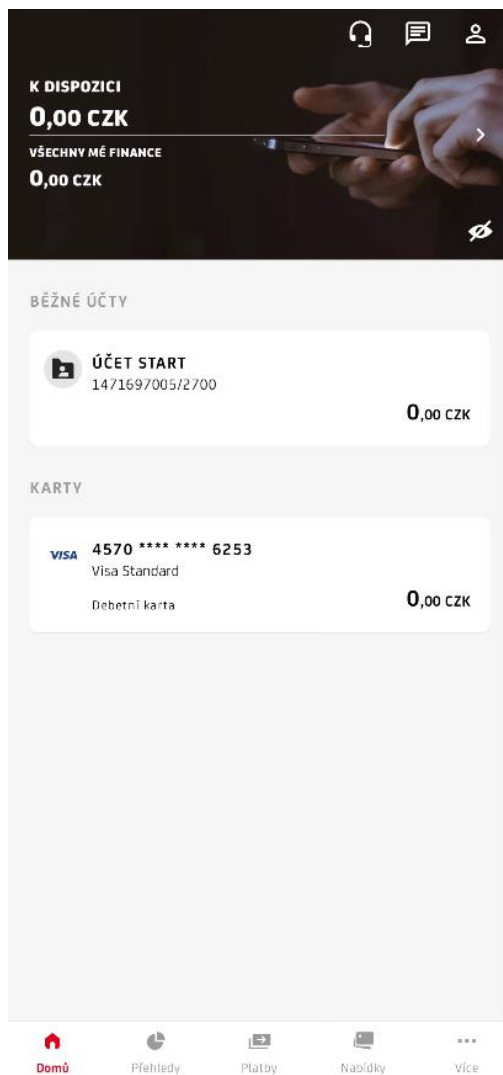 K DISPOZICI
0,00 CZK
VŠECHNY MÉ FINANCE
0,00 CZK
BĚŽNÉ ÚČTY
ÚČET START
1471697005/2700
0,00 CZK
KARTY
VISA 4570 **** **** 6253
Visa Standard
Debetní karta
0,00 CZK
Domů Přehledy Platby Nabídky Více